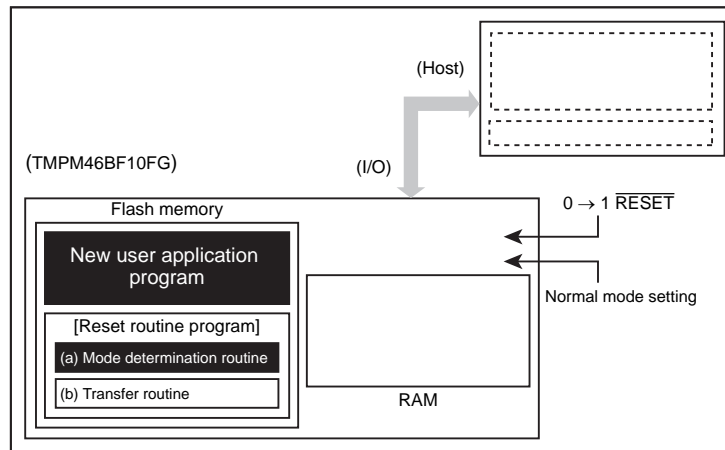 (Host)
(TMPM46BF10FG)
(I/O)
0 → 1 R̅E̅S̅E̅T̅
Flash memory
New user application
program
Normal mode setting
[Reset routine program]
(a) Mode determination routine
(b) Transfer routine
RAM